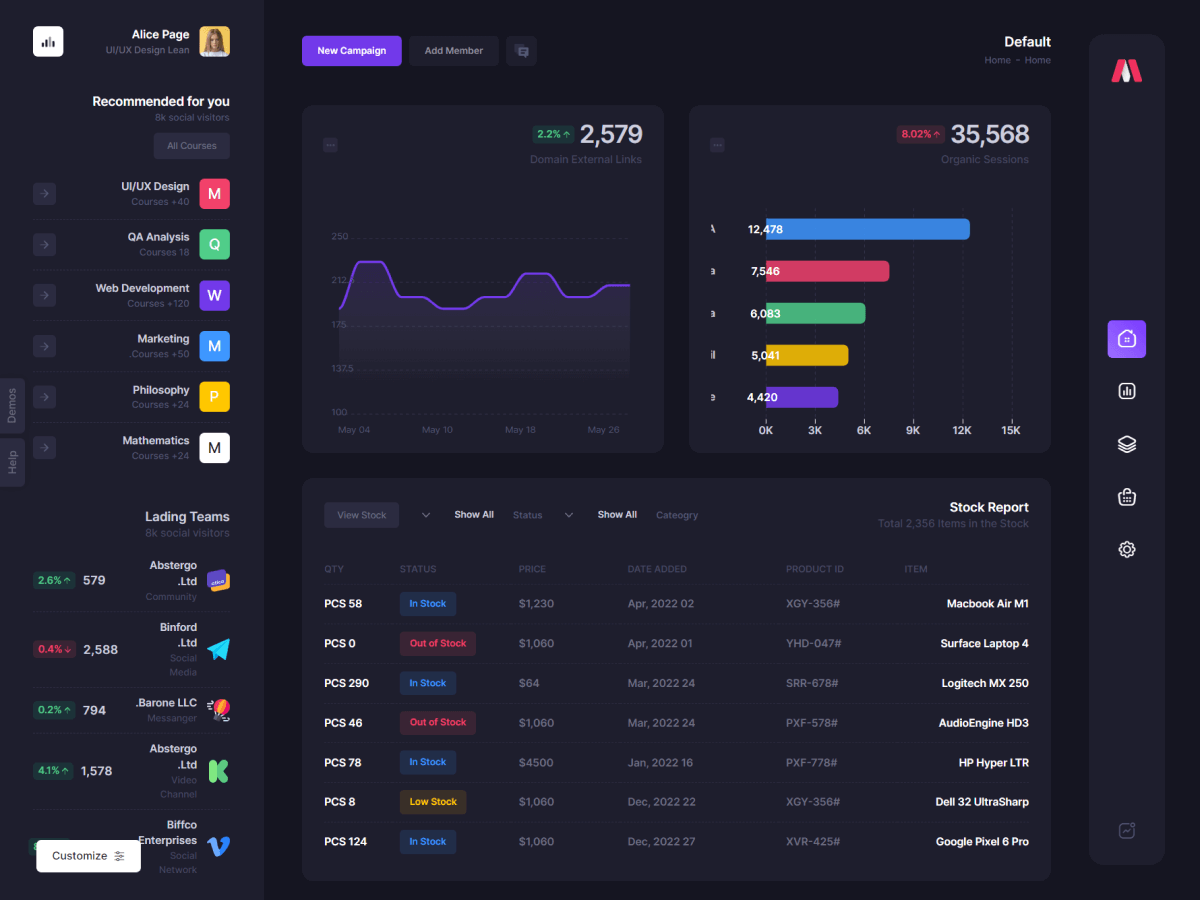 Alice Page
UI/UX Design Lean
Recommended for you
8k social visitors
All Courses
UI/UX Design
Courses +40
M
QA Analysis
Courses 18
Q
Web Development
Courses +120
W
Marketing
.Courses +50
M
Philosophy
Courses +24
P
Mathematics
Courses +24
M
Demos
Help
Lading Teams
8k social visitors
2.6%
579
Abstergo
.Ltd
Community
0.4%
2,588
Binford
.Ltd
Social
Media
0.2%
794
.Barone LLC
Messanger
4.1%
1,578
Abstergo
.Ltd
Video
Channel
Biffco
Enterprises
Social
Network
Customize
New Campaign
Add Member
Default
Home - Home
2.2%
2,579
Domain External Links
250
212.5
175
137.5
100
May 04
May 10
May 18
May 26
8.02%
35,568
Organic Sessions
12,478
7,546
6,083
5,041
4,420
0K
3K
6K
9K
12K
15K
View Stock
Show All
Status
Show All
Cateogry
Stock Report
Total 2,356 Items in the Stock
QTY STATUS PRICE DATE ADDED PRODUCT ID ITEM
PCS 58 In Stock $1,230 Apr, 2022 02 XGY-356# Macbook Air M1
PCS 0 Out of Stock $1,060 Apr, 2022 01 YHD-047# Surface Laptop 4
PCS 290 In Stock $64 Mar, 2022 24 SRR-678# Logitech MX 250
PCS 46 Out of Stock $1,060 Mar, 2022 24 PXF-578# AudioEngine HD3
PCS 78 In Stock $4500 Jan, 2022 16 PXF-778# HP Hyper LTR
PCS 8 Low Stock $1,060 Dec, 2022 22 XGY-356# Dell 32 UltraSharp
PCS 124 In Stock $1,060 Dec, 2022 27 XVR-425# Google Pixel 6 Pro